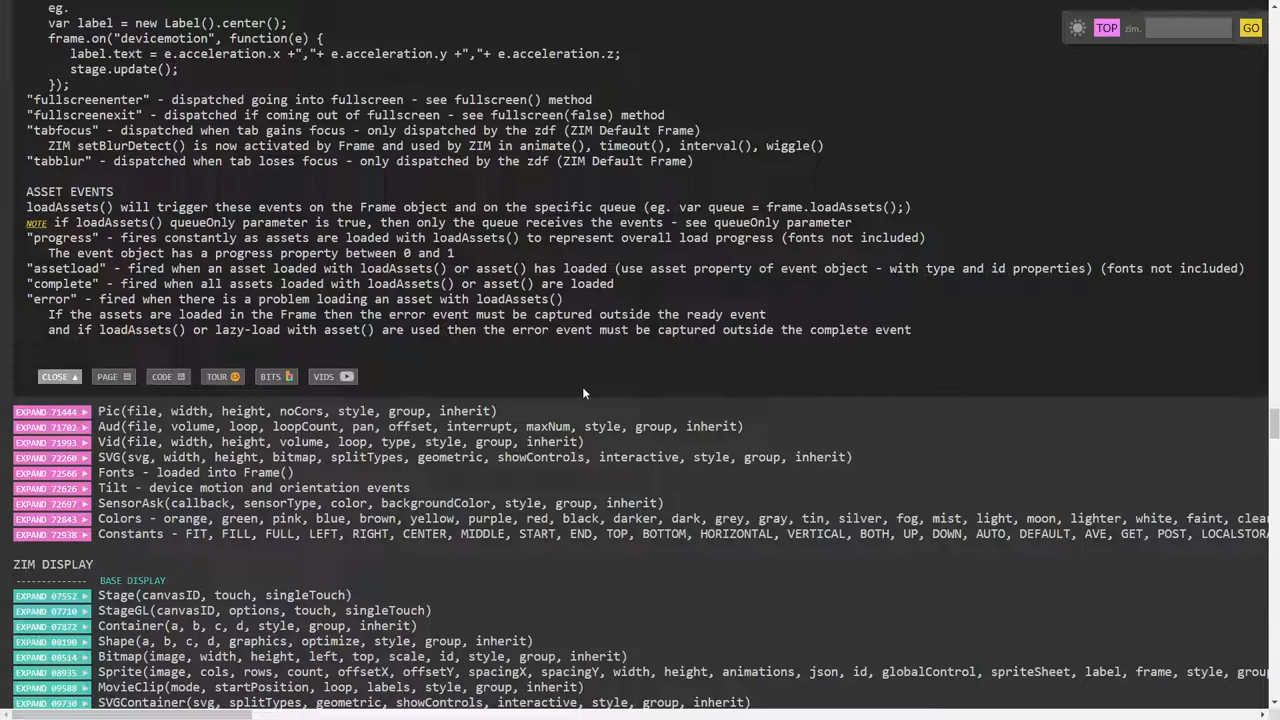 eg.
var label = new Label().center();
frame.on("devicemotion", function(e) {
label.text = e.acceleration.x +","+ e.acceleration.y +","+ e.acceleration.z;
stage.update();
});
"fullscreenenter" - dispatched going into fullscreen - see fullscreen() method
"fullscreenexit" - dispatched if coming out of fullscreen - see fullscreen(false) method
"tabfocus" - dispatched when tab gains focus - only dispatched by the zdf (ZIM Default Frame)
ZIM setBlurDetect() is now activated by Frame and used by ZIM in animate(), timeout(), interval(), wiggle()
"tabblur" - dispatched when tab loses focus - only dispatched by the zdf (ZIM Default Frame)
TOP zim. GO
ASSET EVENTS
loadAssets() will trigger these events on the Frame object and on the specific queue (eg. var queue = frame.loadAssets();)
NOTE if loadAssets() queueOnly parameter is true, then only the queue receives the events - see queueOnly parameter
"progress" - fires constantly as assets are loaded with loadAssets() to represent overall load progress (fonts not included)
The event object has a progress property between 0 and 1
"assetload" - fired when an asset loaded with loadAssets() or asset() has loaded (use asset property of event object - with type and id properties) (fonts not included)
"complete" - fired when all assets loaded with loadAssets() or asset() are loaded
"error" - fired when there is a problem loading an asset with loadAssets()
If the assets are loaded in the Frame then the error event must be captured outside the ready event
and if loadAssets() or lazy-load with asset() are used then the error event must be captured outside the complete event
CLOSE ▲ PAGE CODE TOUR BITS VIDS
EXPAND 71444 ► Pic(file, width, height, noCors, style, group, inherit)
EXPAND 71702 ► Aud(file, volume, loop, loopCount, pan, offset, interrupt, maxNum, style, group, inherit)
EXPAND 71993 ► Vid(file, width, height, volume, loop, type, style, group, inherit)
EXPAND 72260 ► SVG(svg, width, height, bitmap, splitTypes, geometric, showControls, interactive, style, group, inherit)
EXPAND 72566 ► Fonts - loaded into Frame()
EXPAND 72626 ► Tilt - device motion and orientation events
EXPAND 72697 ► SensorAsk(callback, sensorType, color, backgroundColor, style, group, inherit)
EXPAND 72843 ► Colors - orange, green, pink, blue, brown, yellow, purple, red, black, darker, dark, grey, gray, tin, silver, fog, mist, light, moon, lighter, white, faint, clea
EXPAND 72938 ► Constants - FIT, FILL, FULL, LEFT, RIGHT, CENTER, MIDDLE, START, END, TOP, BOTTOM, HORIZONTAL, VERTICAL, BOTH, UP, DOWN, AUTO, DEFAULT, AVE, GET, POST, LOCALSTORA
ZIM DISPLAY
-------------- BASE DISPLAY
EXPAND 07552 ► Stage(canvasID, touch, singleTouch)
EXPAND 07710 ► StageGL(canvasID, options, touch, singleTouch)
EXPAND 07872 ► Container(a, b, c, d, style, group, inherit)
EXPAND 08190 ► Shape(a, b, c, d, graphics, optimize, style, group, inherit)
EXPAND 08514 ► Bitmap(image, width, height, left, top, scale, id, style, group, inherit)
EXPAND 08935 ► Sprite(image, cols, rows, count, offsetX, offsetY, spacingX, spacingY, width, height, animations, json, id, globalControl, spriteSheet, label, frame, style, group
EXPAND 09588 ► MovieClip(mode, startPosition, loop, labels, style, group, inherit)
EXPAND 09730 ► SVGContainer(svg, splitTypes, geometric, showControls, interactive, style, group, inherit)